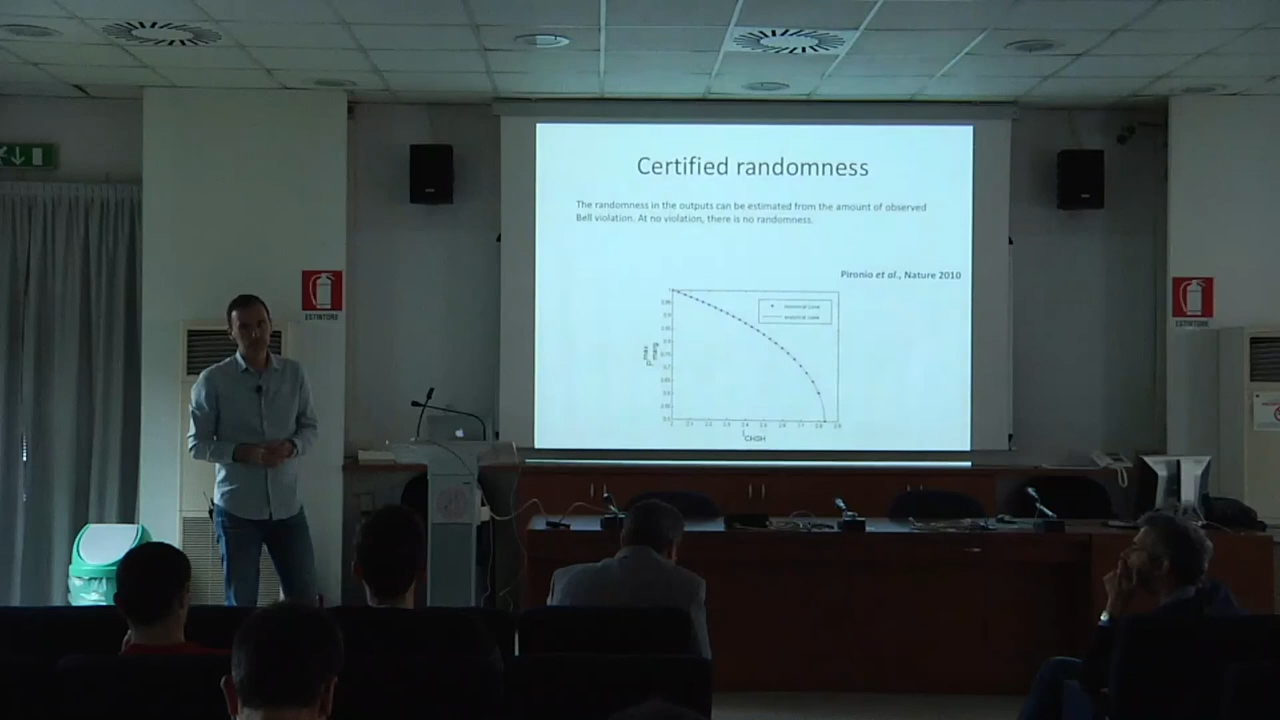 Certified randomness
The randomness in the outputs can be estimated from the amount of observed
Bell violation. At no violation, there is no randomness.
Pironio et al., Nature 2010
ESTINTORE
ESTINTORE
I CHSH